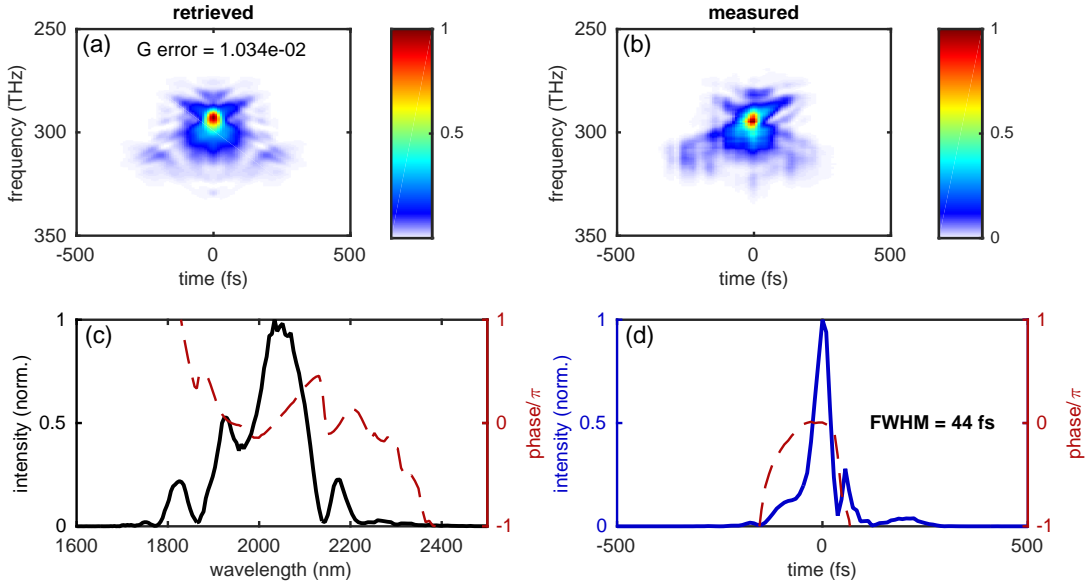 retrieved
measured
(a)
G error = 1.034e-02
(b)
250
300
350
frequency (THz)
-500
0
500
time (fs)
1
0.5
250
300
350
frequency (THz)
-500
0
500
time (fs)
1
0.5
0
(c)
1
0.5
0
intensity (norm.)
1600
1800
2000
2200
2400
wavelength (nm)
1
0
-1
phase/π
(d)
FWHM = 44 fs
1
0.5
0
intensity (norm.)
-500
0
500
time (fs)
1
0
-1
phase/π